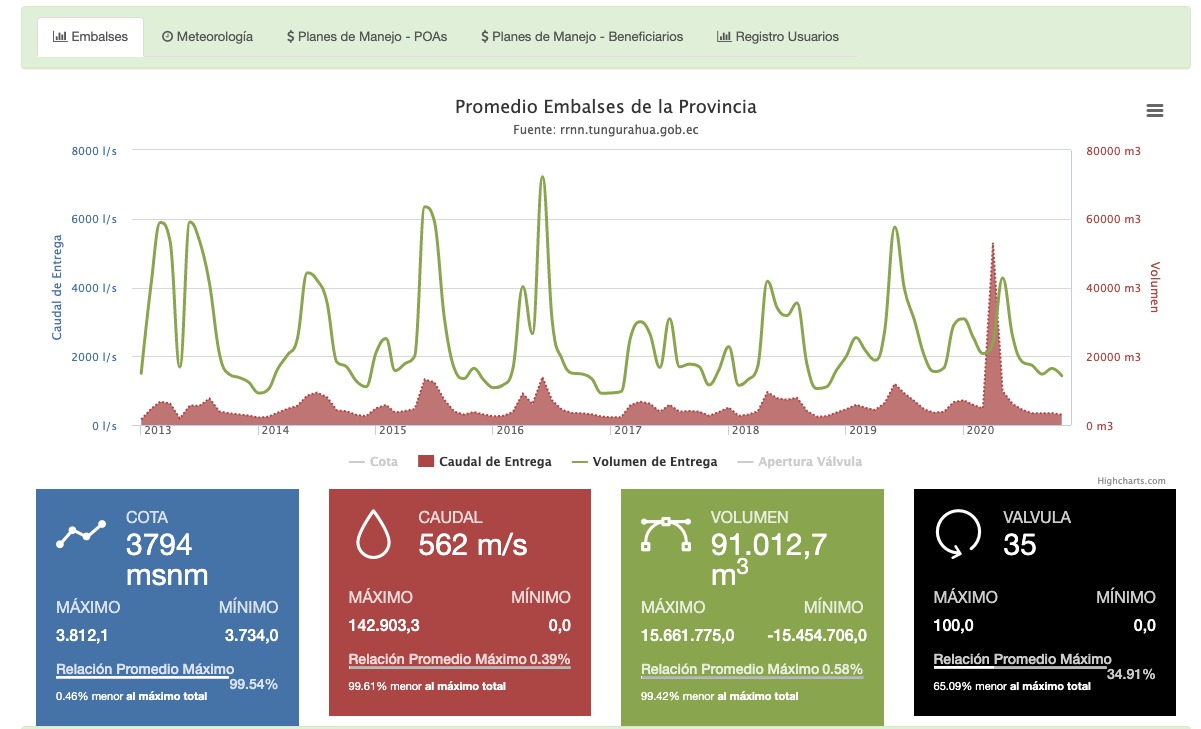 Embalses
Meteorología
$ Planes de Manejo - POAs
$ Planes de Manejo - Beneficiarios
Registro Usuarios
Promedio Embalses de la Provincia
Fuente: rrnn.tungurahua.gob.ec
Caudal de Entrega
8000 l/s
6000 l/s
4000 l/s
2000 l/s
0 l/s
80000 m3
60000 m3
40000 m3
20000 m3
0 m3
Volumen
2013 2014 2015 2016 2017 2018 2019 2020
Cota Caudal de Entrega Volumen de Entrega Apertura Válvula
Highcharts.com
COTA
3794
msnm
MÁXIMO MÍNIMO
3.812,1 3.734,0
Relación Promedio Máximo
99.54%
0.46% menor al máximo total
CAUDAL
562 m/s
MÁXIMO MÍNIMO
142.903,3 0,0
Relación Promedio Máximo 0.39%
99.61% menor al máximo total
VOLUMEN
91.012,7
m³
MÁXIMO MÍNIMO
15.661.775,0 -15.454.706,0
Relación Promedio Máximo 0.58%
99.42% menor al máximo total
VALVULA
35
MÁXIMO MÍNIMO
100,0 0,0
Relación Promedio Máximo
34.91%
65.09% menor al máximo total